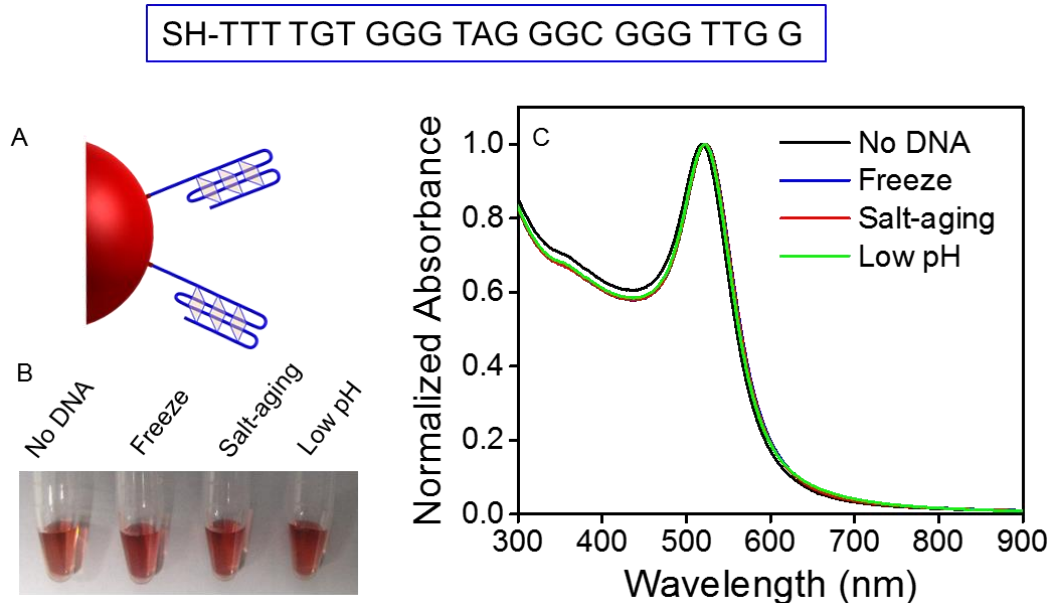 SH-TTT TGT GGG TAG GGC GGG TTG G
A
B
No DNA
Freeze
Salt-aging
Low pH
C
No DNA
Freeze
Salt-aging
Low pH
Normalized Absorbance
1.0
0.8
0.6
0.4
0.2
0.0
300 400 500 600 700 800 900
Wavelength (nm)